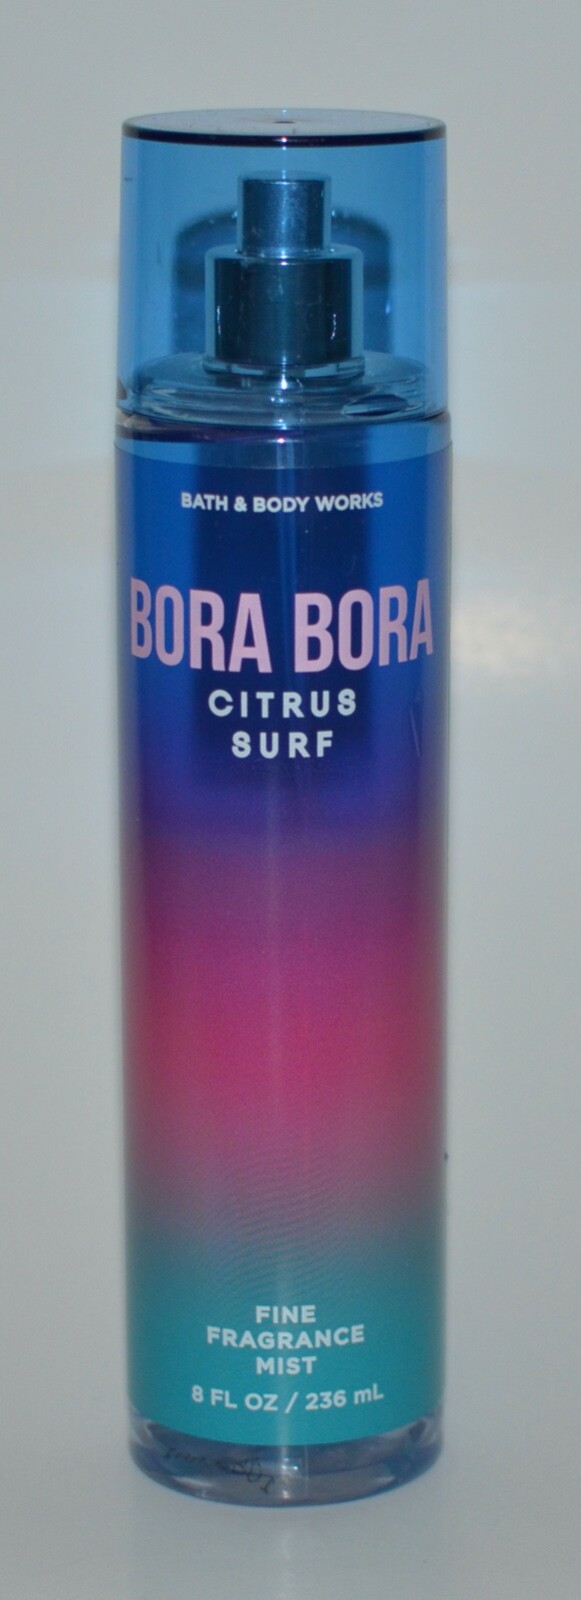 BATH & BODY WORKS
BORA BORA
CITRUS
SURF
FINE
FRAGRANCE
MIST
8 FL OZ / 236 mL